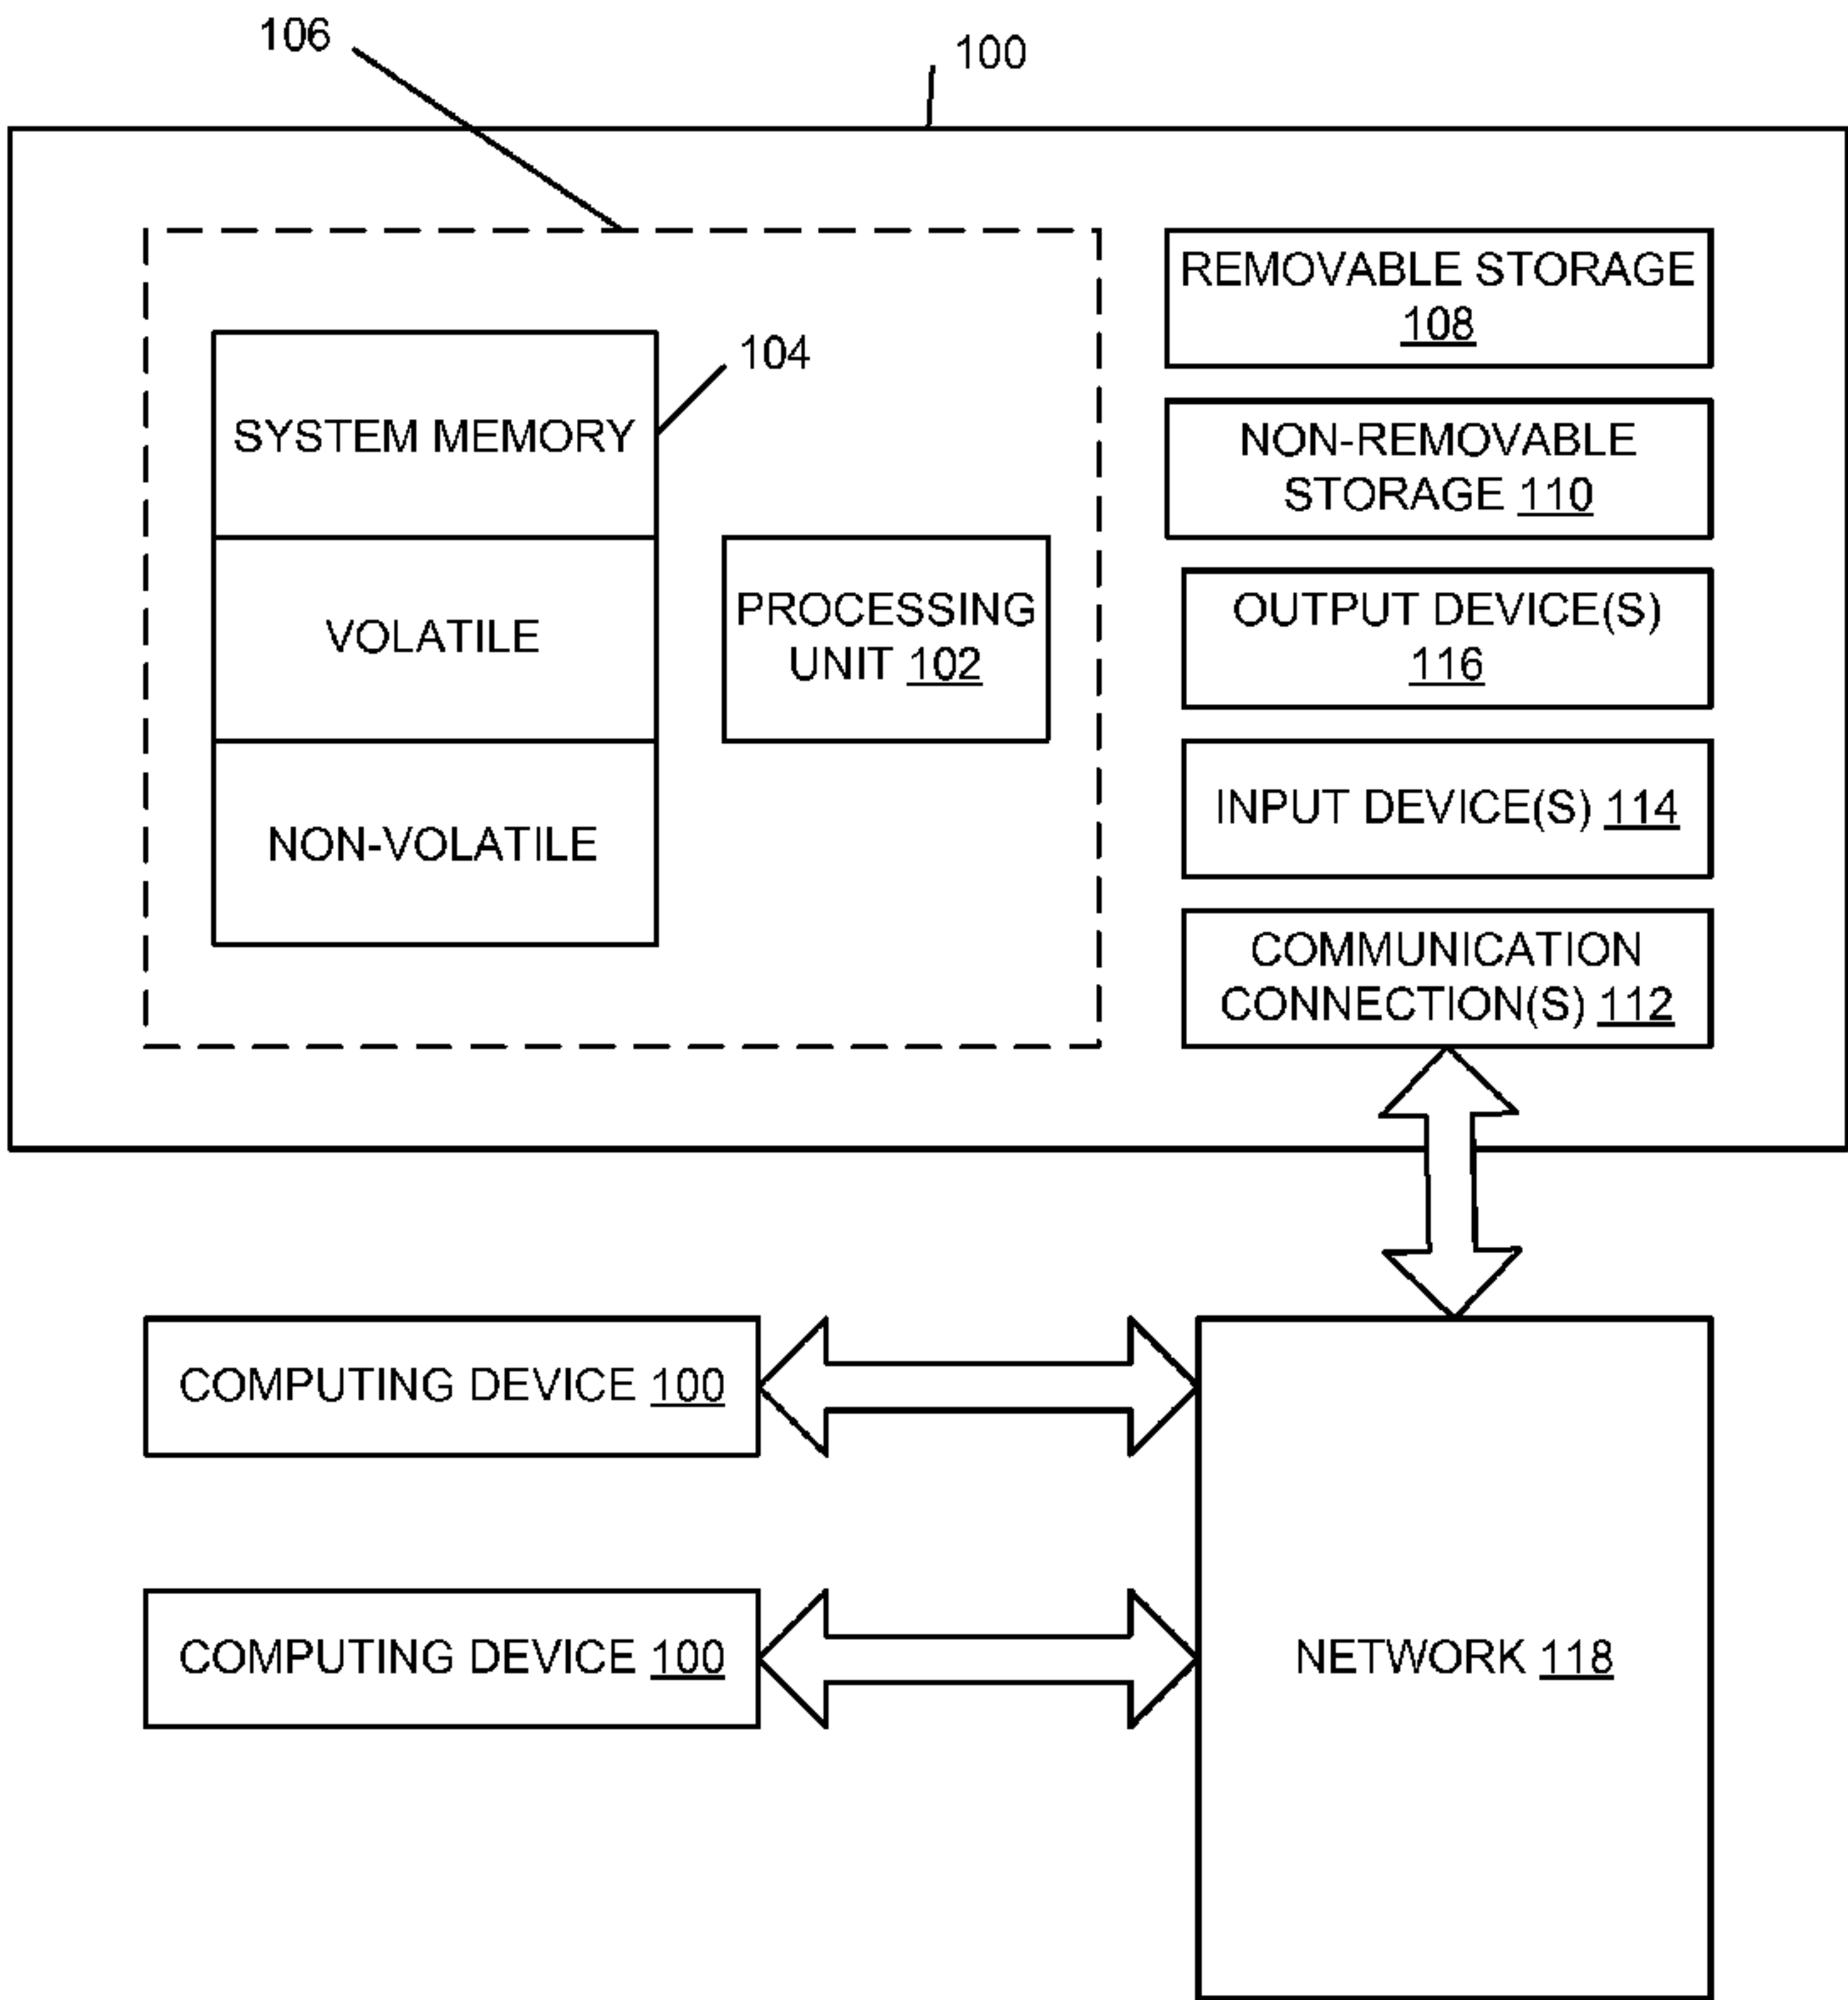 106
100
REMOVABLE STORAGE
108
104
SYSTEM MEMORY
NON-REMOVABLE
STORAGE 110
VOLATILE
PROCESSING
UNIT 102
OUTPUT DEVICE(S)
116
NON-VOLATILE
INPUT DEVICE(S) 114
COMMUNICATION
CONNECTION(S) 112
COMPUTING DEVICE 100
COMPUTING DEVICE 100
NETWORK 118